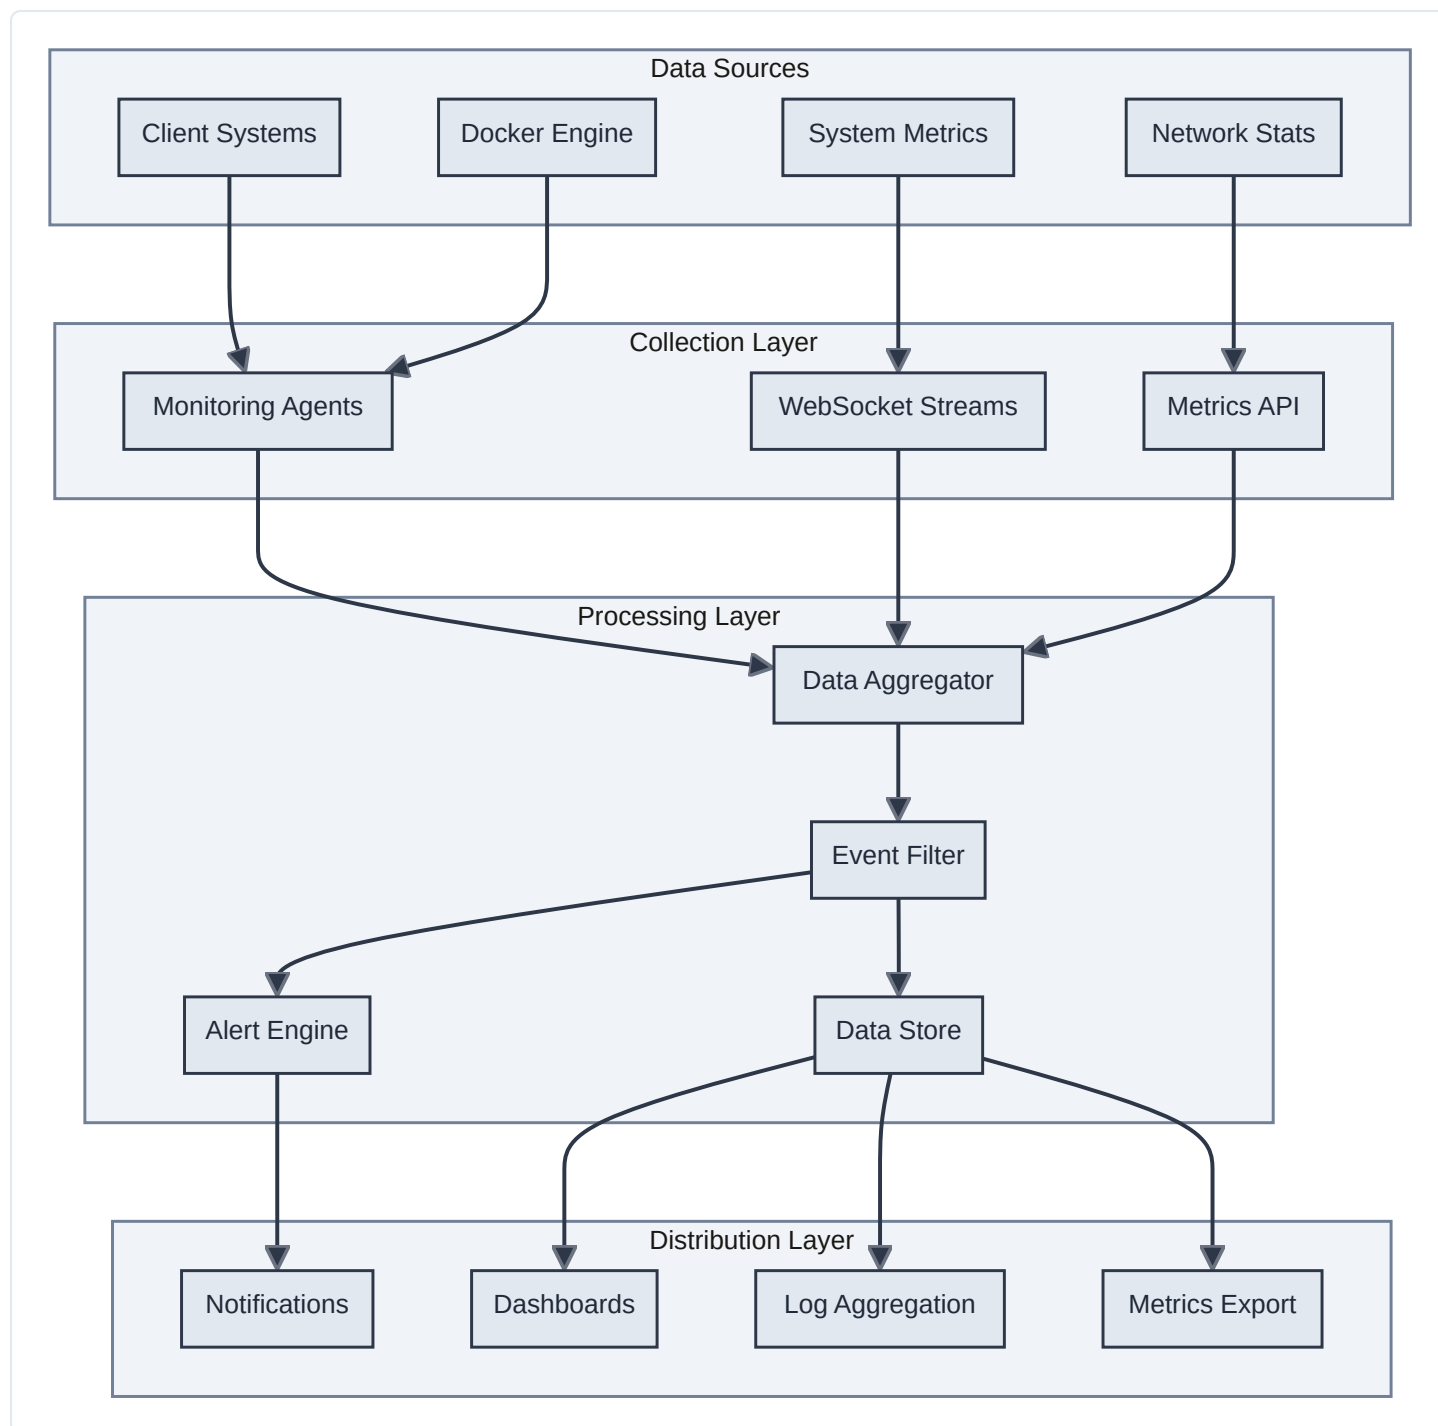 Data Sources
Client Systems
Docker Engine
System Metrics
Network Stats
Collection Layer
Monitoring Agents
WebSocket Streams
Metrics API
Processing Layer
Data Aggregator
Event Filter
Alert Engine
Data Store
Distribution Layer
Notifications
Dashboards
Log Aggregation
Metrics Export